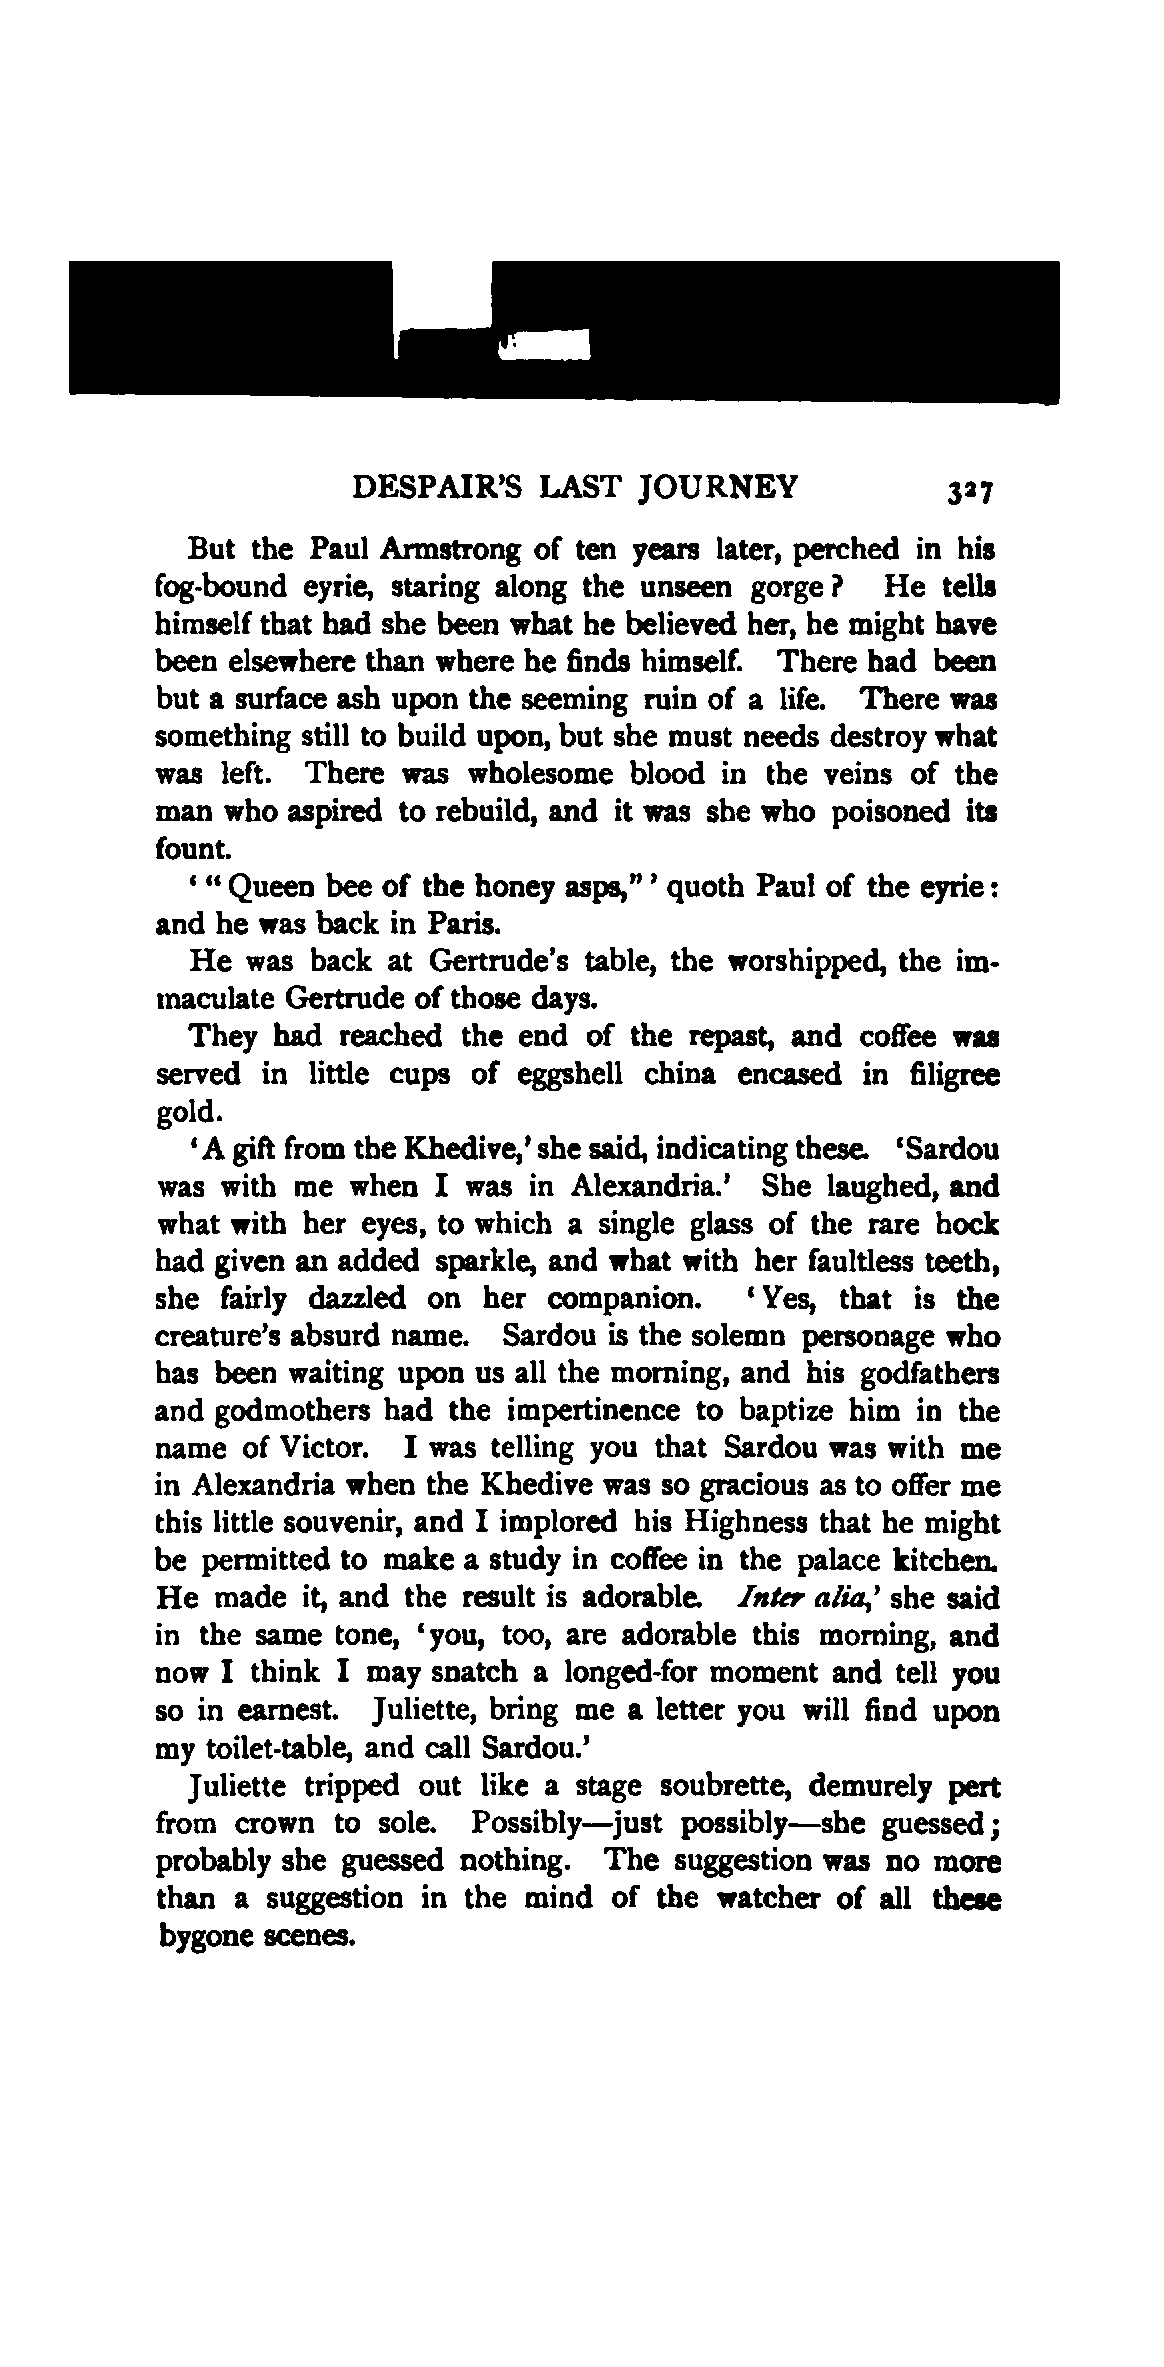 DESPAIR'S LAST JOURNEY 327
But the Paul Armstrong of ten years later, perched in his
fog-bound eyrie, staring along the unseen gorge? He tells
himself that had she been what he believed her, he might have
been elsewhere than where he finds himself. There had been
but a surface ash upon the seeming ruin of a life. There was
something still to build upon, but she must needs destroy what
was left. There was wholesome blood in the veins of the
man who aspired to rebuild, and it was she who poisoned its
fount.
' "Queen bee of the honey asps," ' quoth Paul of the eyrie:
and he was back in Paris.
He was back at Gertrude's table, the worshipped, the im-
maculate Gertrude of those days.
They had reached the end of the repast, and coffee was
served in little cups of eggshell china encased in filigree
gold.
'A gift from the Khedive,' she said, indicating these. 'Sardou
was with me when I was in Alexandria.' She laughed, and
what with her eyes, to which a single glass of the rare hock
had given an added sparkle, and what with her faultless teeth,
she fairly dazzled on her companion. 'Yes, that is the
creature's absurd name. Sardou is the solemn personage who
has been waiting upon us all the morning, and his godfathers
and godmothers had the impertinence to baptize him in the
name of Victor. I was telling you that Sardou was with me
in Alexandria when the Khedive was so gracious as to offer me
this little souvenir, and I implored his Highness that he might
be permitted to make a study in coffee in the palace kitchen.
He made it, and the result is adorable. Inter alia,' she said
in the same tone, 'you, too, are adorable this morning, and
now I think I may snatch a longed-for moment and tell you
so in earnest. Juliette, bring me a letter you will find upon
my toilet-table, and call Sardou.'
Juliette tripped out like a stage soubrette, demurely pert
from crown to sole. Possibly—just possibly—she guessed;
probably she guessed nothing. The suggestion was no more
than a suggestion in the mind of the watcher of all these
bygone scenes.